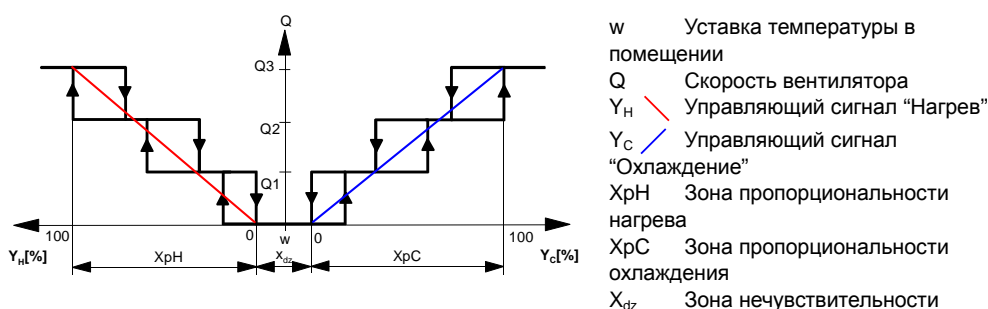 Q
Q3
Q2
Q1
100
0
w
0
100
Yн[%]
XpH
x_dz
XpC
Y_C[%]
w Уставка температуры в
помещении
Q Скорость вентилятора
Y_H Управляющий сигнал “Нагрев”
Y_C Управляющий сигнал
“Охлаждение”
XpH Зона пропорциональности
нагрева
XpC Зона пропорциональности
охлаждения
X_dz Зона нечувствительности